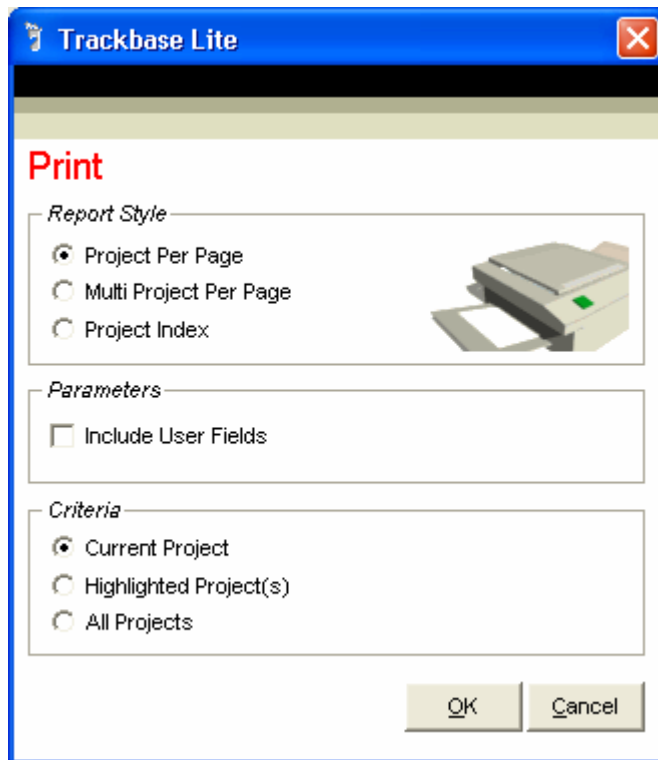 Trackbase Lite
Print
Report Style
Project Per Page
Multi Project Per Page
Project Index
Parameters
Include User Fields
Criteria
Current Project
Highlighted Project(s)
All Projects
OK Cancel